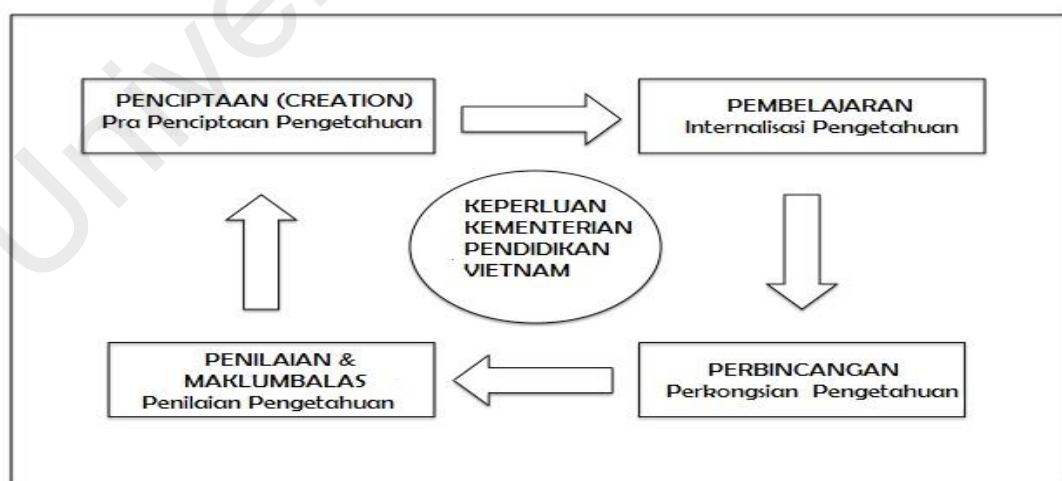 PENCIPTAAN (CREATION)
Pra Penciptaan Pengetahuan
PEMBELAJARAN
Internalisasi Pengetahuan
KEPERLUAN
KEMENTERIAN
PENDIDIKAN
VIETNAM
PENILAIAN &
MAKLUMBALAS
Penilaian Pengetahuan
PERBINCANGAN
Perkongsian Pengetahuan